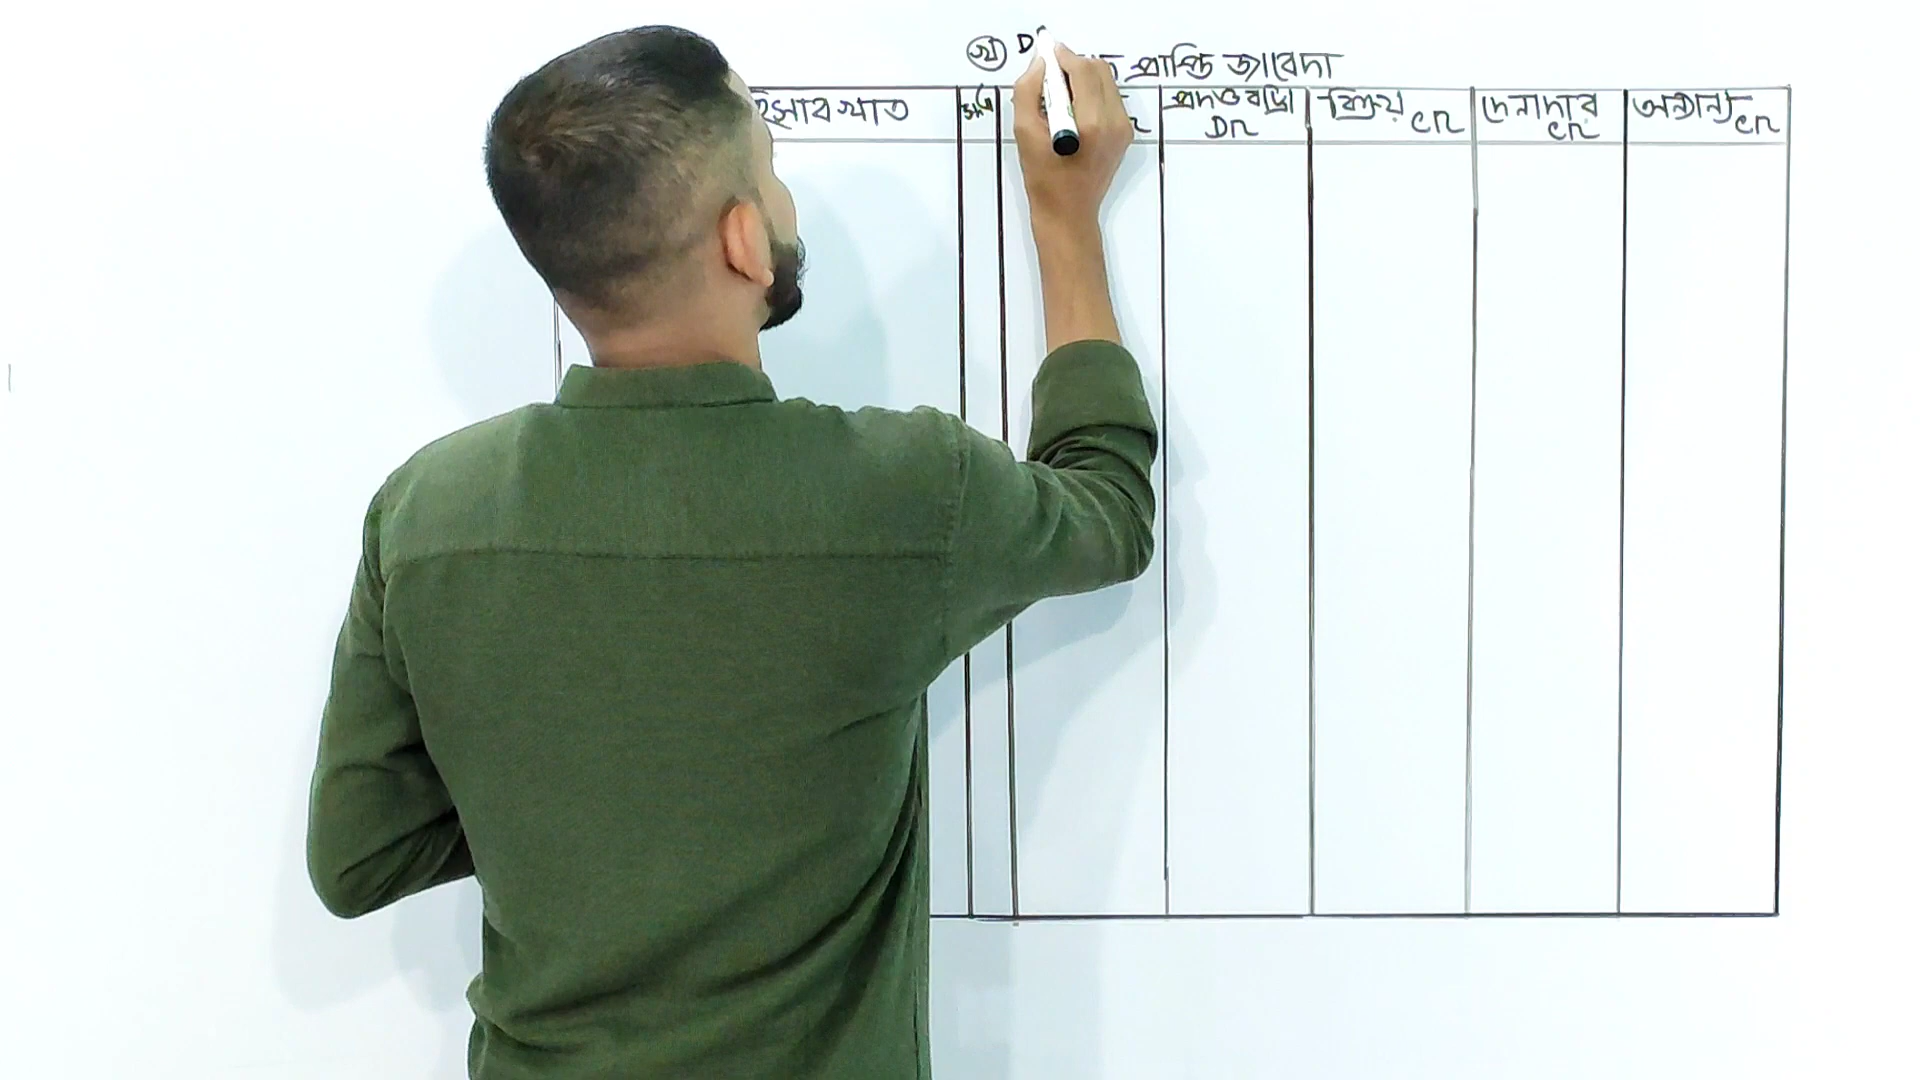 খ D
প্রাপ্তি জাবেদা
হিসাব খাত প্রদত্ত বাট্টা বিক্রয় দেনাদার অন্যান্য
Dr Cr Cr Cr